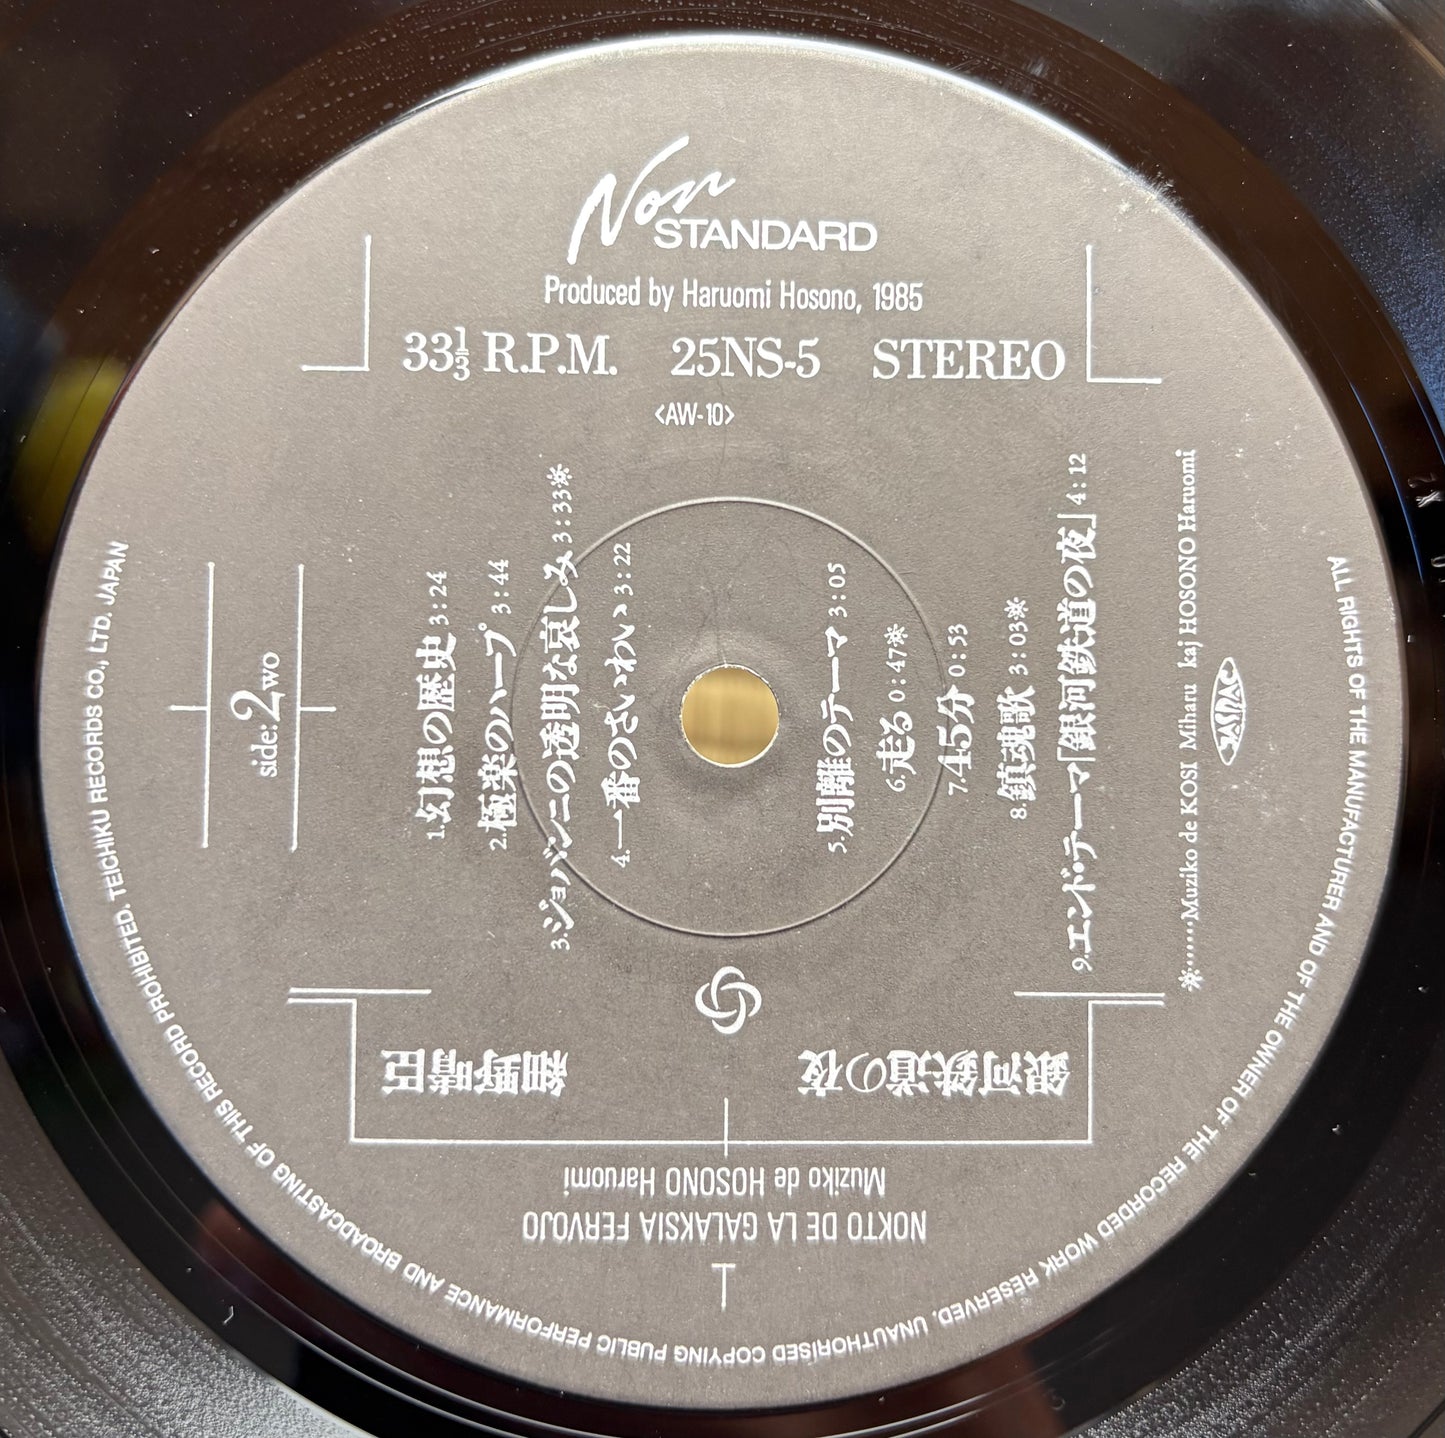 Non
STANDARD
Produced by Haruomi Hosono, 1985
33⅓ R.P.M. 25NS-5 STEREO
<AW-10>
side:2wo
1.幻想の歴史 3:24
2.極楽のハープ 3:44
3.ジョバンニの透明な哀しみ 3:33※
4.一番のさいわい 3:22
5.別離のテーマ 3:05
6.走る 0:47※
7.45分 0:53
8.鎮魂歌 3:03※
9.エンド・テーマ「銀河鉄道の夜」4:12
※……Muziko de KOSI Miharu kaj HOSONO Haruomi
JASRAC
銀河鉄道の夜
細野晴臣
Muziko de HOSONO Haruomi
NOKTO DE LA GALAKSIA FERVOJO
ALL RIGHTS OF THE MANUFACTURER AND OF THE OWNER OF THE RECORDED WORK RESERVED. UNAUTHORISED COPYING PUBLIC PERFORMANCE AND BROADCASTING OF THIS RECORD PROHIBITED. TEICHIKU RECORDS CO., LTD. JAPAN